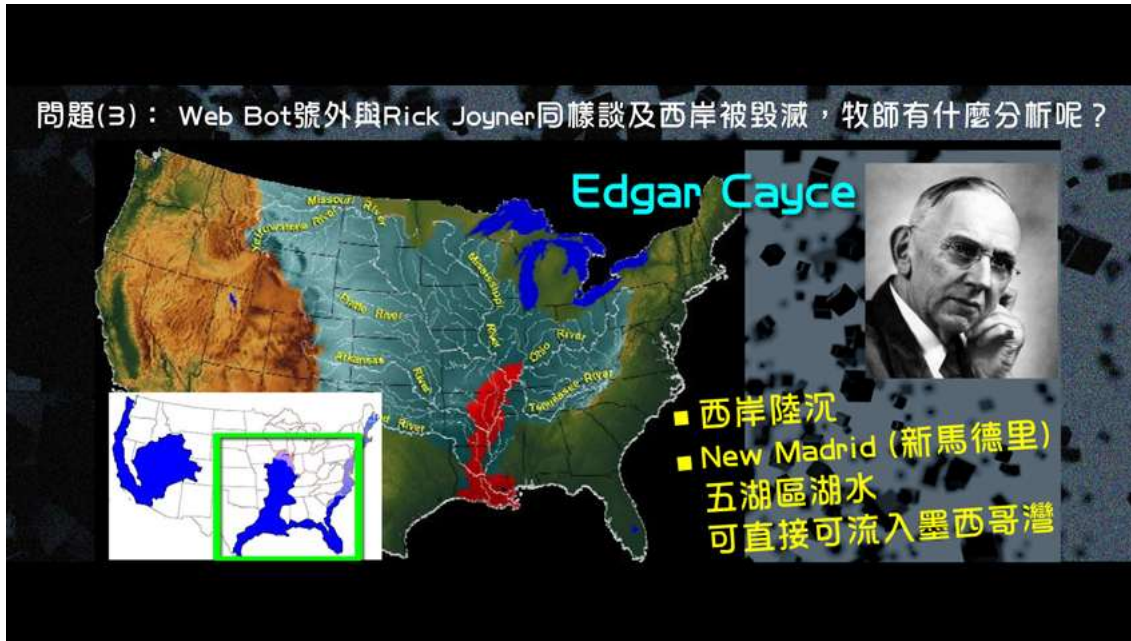 問題(3)： Web Bot號外與Rick Joyner同樣談及西岸被毀滅，牧師有什麼分析呢？
Edgar Cayce
Missouri River
Yellowstone River
Mississippi River
Platte River
Ohio River
Arkansas River
Tennessee River
River
■ 西岸陸沉
■ New Madrid (新馬德里)
五湖區湖水
可直接可流入墨西哥灣